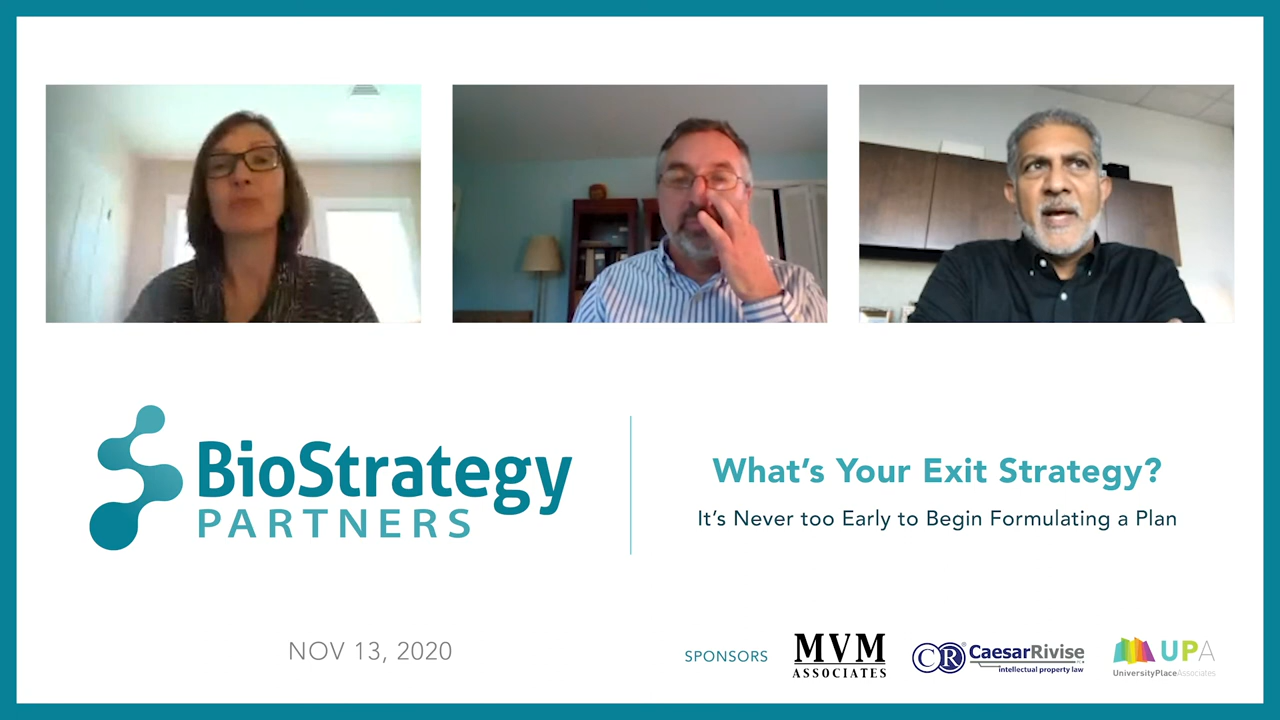 BioStrategy
PARTNERS
What's Your Exit Strategy?
It's Never too Early to Begin Formulating a Plan
NOV 13, 2020
SPONSORS
MVM
ASSOCIATES
CR
CaesarRivise
intellectual property law
UPA
UniversityPlaceAssociates